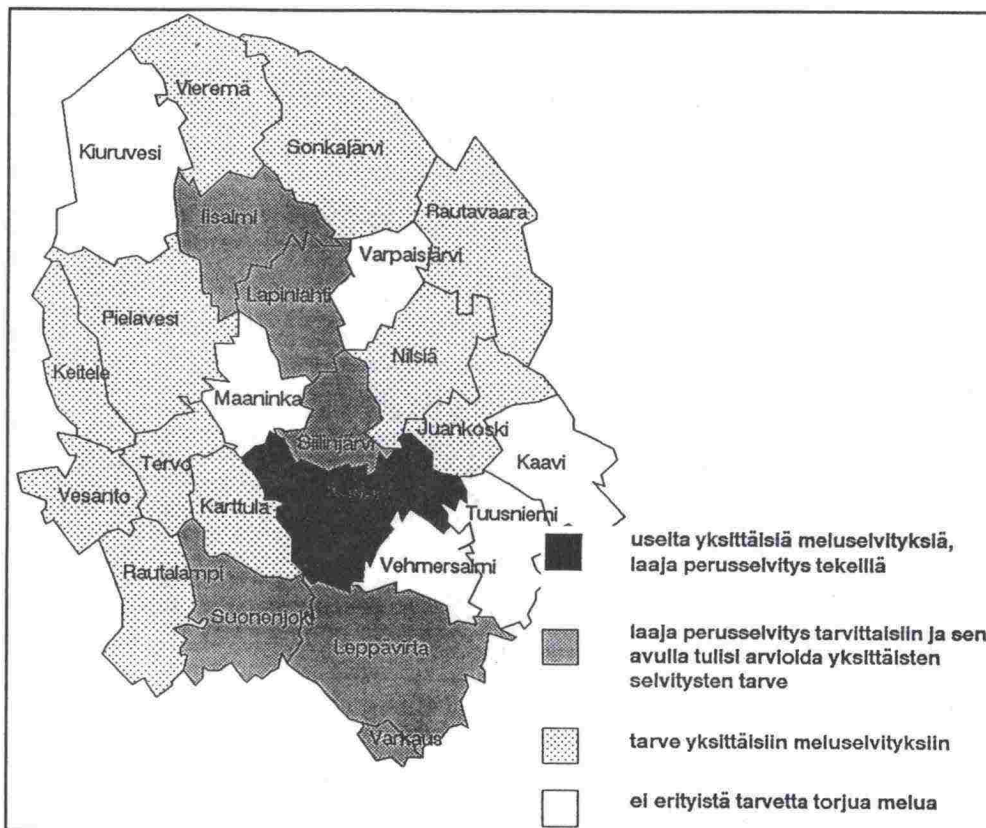 Vieremä
Kiuruvesi
Sonkajärvi
Rautavaara
Iisalmi
Varpaisjärvi
Lapinlahti
Pielavesi
Nilsiä
Keitele
Maaninka
Siilinjärvi
Juankoski
Kaavi
Tervo
Vesanto
Karttula
Tuusniemi
Vehmersalmi
Rautalampi
Suonenjoki
Leppävirta
Varkaus
useita yksittäisiä meluselvityksiä,
laaja perusselvitys tekeillä
laaja perusselvitys tarvittaisiin ja sen
avulla tulisi arvioida yksittäisten
selvitysten tarve
tarve yksittäisiin meluselvityksiin
ei erityistä tarvetta torjua melua